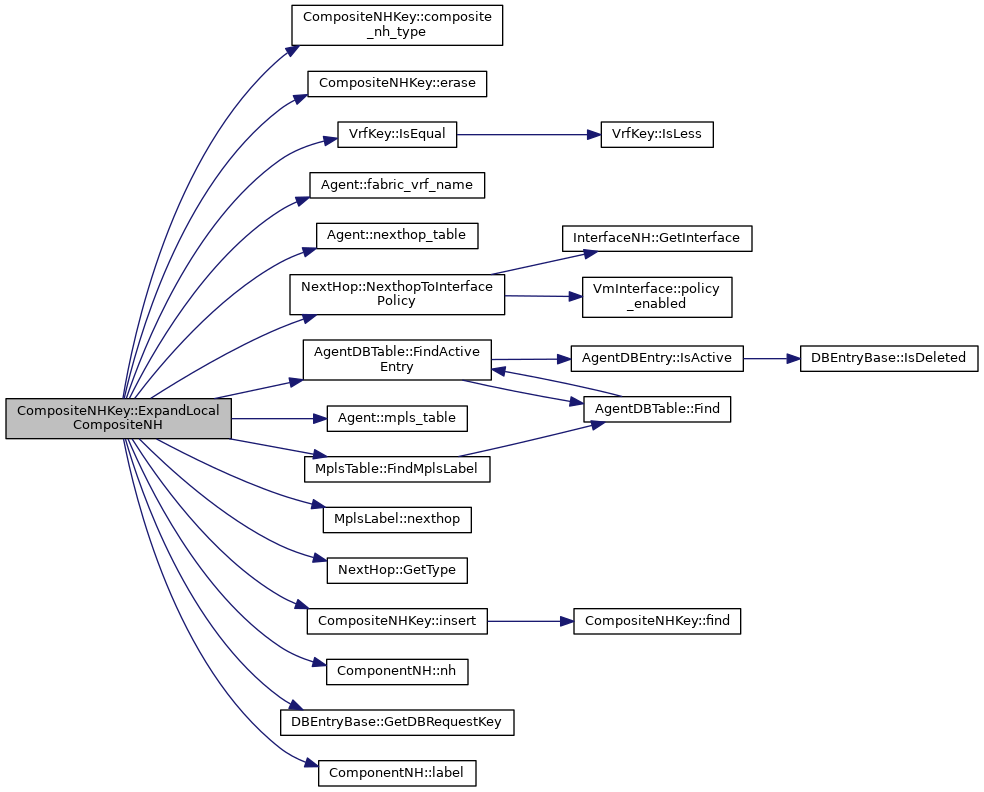 CompositeNHKey::composite
_nh_type
CompositeNHKey::erase
VrfKey::IsEqual
VrfKey::IsLess
Agent::fabric_vrf_name
Agent::nexthop_table
InterfaceNH::GetInterface
NextHop::NexthopToInterface
Policy
VmInterface::policy
_enabled
AgentDBTable::FindActive
Entry
AgentDBEntry::IsActive
DBEntryBase::IsDeleted
CompositeNHKey::ExpandLocal
CompositeNH
AgentDBTable::Find
Agent::mpls_table
MplsTable::FindMplsLabel
MplsLabel::nexthop
NextHop::GetType
CompositeNHKey::insert
CompositeNHKey::find
ComponentNH::nh
DBEntryBase::GetDBRequestKey
ComponentNH::label